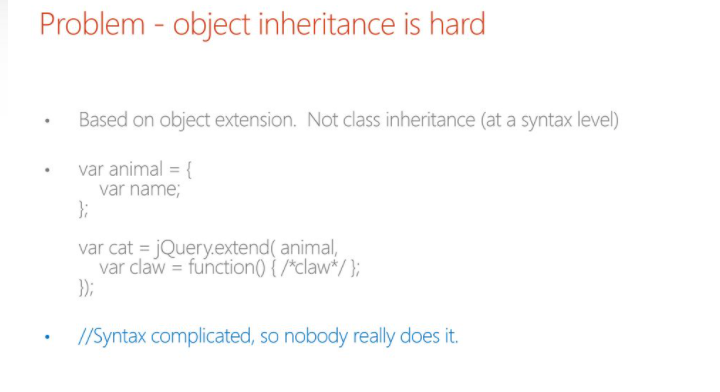 Problem - object inheritance is hard
• Based on object extension. Not class inheritance (at a syntax level)
• var animal = {
var name;
};
var cat = jQuery.extend( animal,
var claw = function() { /*claw*/ };
});
• //Syntax complicated, so nobody really does it.